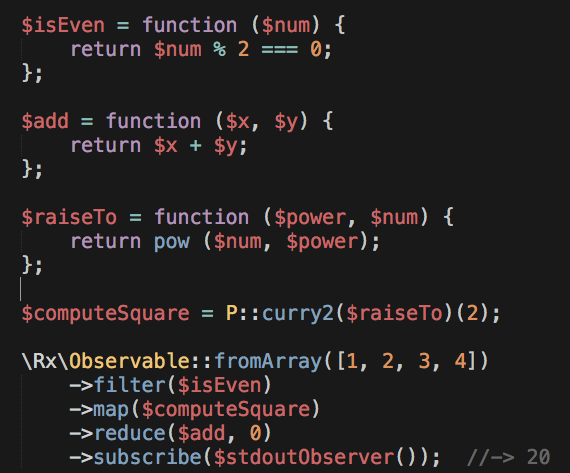 $isEven = function ($num) {
    return $num % 2 === 0;
};
$add = function ($x, $y) {
    return $x + $y;
};
$raiseTo = function ($power, $num) {
    return pow ($num, $power);
};
$computeSquare = P::curry2($raiseTo)(2);
\Rx\Observable::fromArray([1, 2, 3, 4])
    ->filter($isEven)
    ->map($computeSquare)
    ->reduce($add, 0)
    ->subscribe($stdoutObserver());  //-> 20